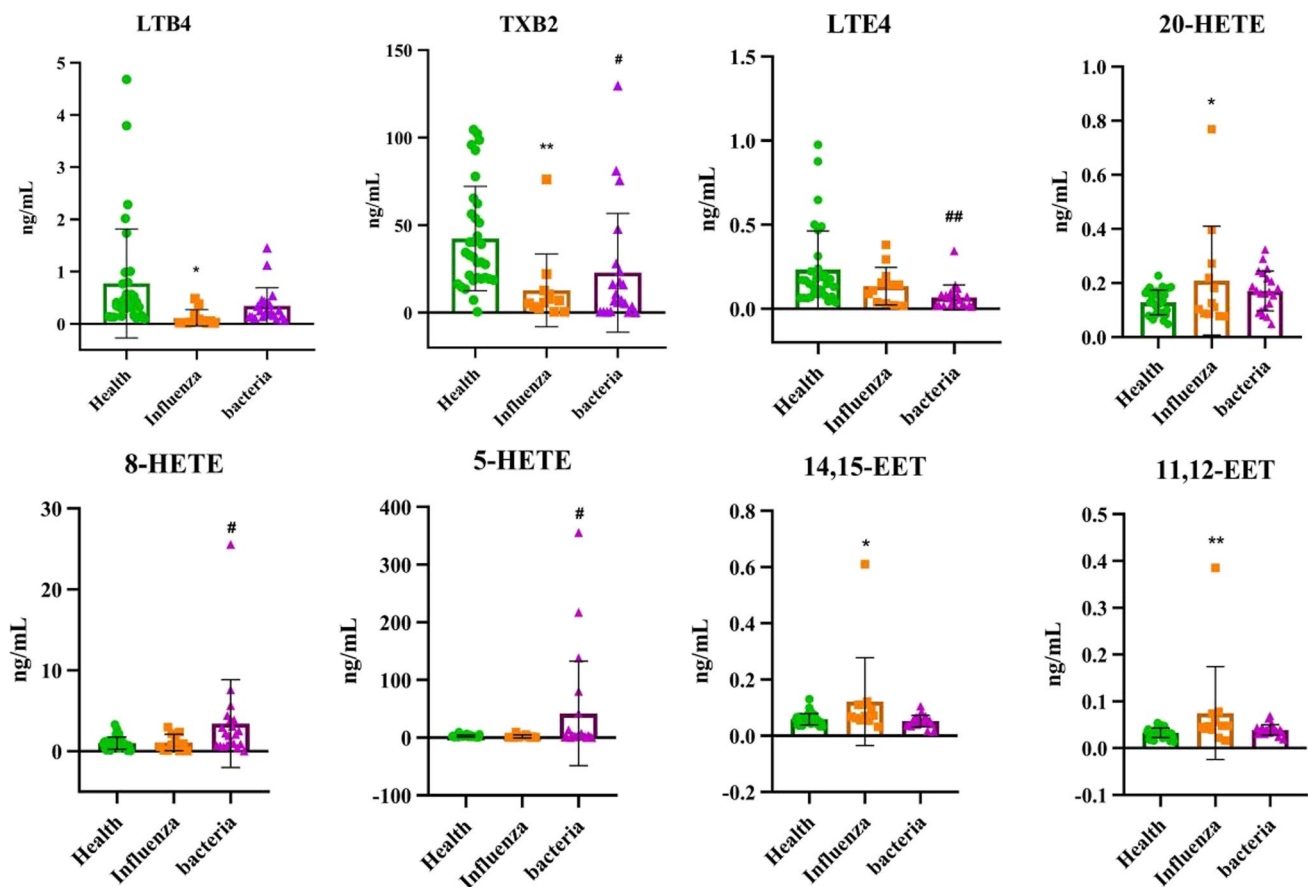 LTB4
ng/mL
5
4
3
2
1
0
*
Health
Influenza
bacteria
TXB2
ng/mL
150
100
50
0
**
#
Health
Influenza
bacteria
LTE4
ng/mL
1.5
1.0
0.5
0.0
##
Health
Influenza
bacteria
20-HETE
ng/mL
1.0
0.8
0.6
0.4
0.2
0.0
*
Health
Influenza
bacteria
8-HETE
ng/mL
30
20
10
0
#
Health
Influenza
bacteria
5-HETE
ng/mL
400
300
200
100
0
-100
#
Health
Influenza
bacteria
14,15-EET
ng/mL
0.8
0.6
0.4
0.2
0.0
-0.2
*
Health
Influenza
bacteria
11,12-EET
ng/mL
0.5
0.4
0.3
0.2
0.1
0.0
-0.1
**
Health
Influenza
bacteria